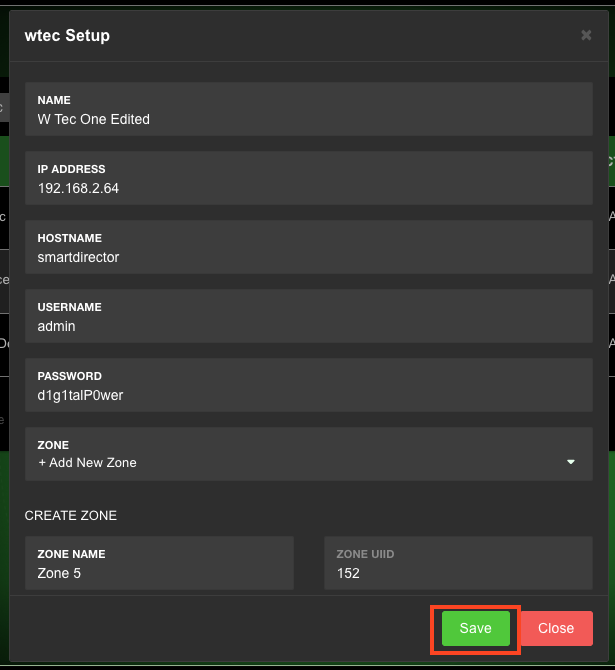 wtec Setup
NAME
W Tec One Edited
IP ADDRESS
192.168.2.64
HOSTNAME
smartdirector
USERNAME
admin
PASSWORD
d1g1talP0wer
ZONE
+ Add New Zone
CREATE ZONE
ZONE NAME
Zone 5
ZONE UIID
152
Save
Close